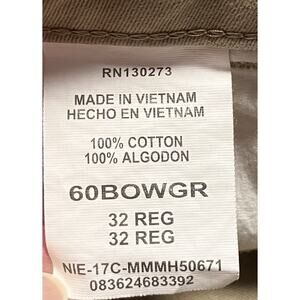 RN130273
MADE IN VIETNAM
HECHO EN VIETNAM
100% COTTON
100% ALGODON
60BOWGR
32 REG
32 REG
NIE-17C-MMMH50671
083624683392